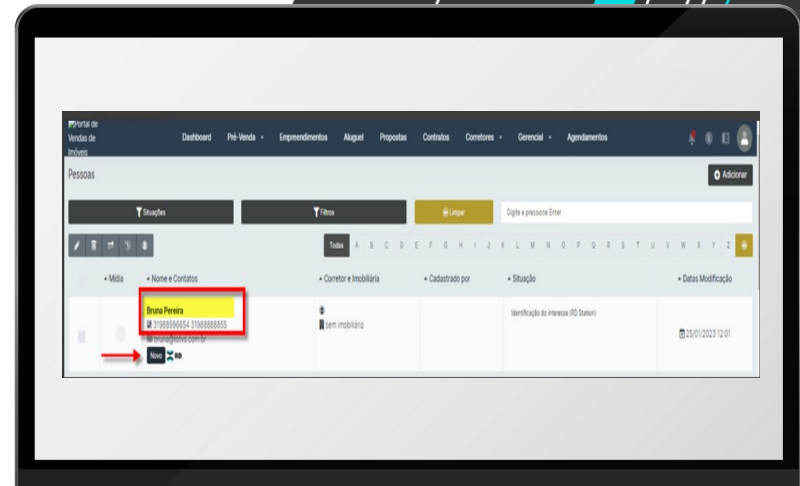 Portal de
Vendas de
Imóveis
Dashboard Pré-Venda Empreendimentos Aluguel Propostas Contratos Corretores Gerencial Agendamentos
Pessoas
Adicionar
Situações Filtros Limpar Digite e pressione Enter
Todas A B C D E F G H I J K L M N O P Q R S T U V W X Y Z
Mídia Nome e Contatos Corretor e Imobiliária Cadastrado por Situação Datas Modificação
Bruna Pereira
31988996654 31988888855 sem imobiliária Identificação do interesse (RD Station)
25/01/2023 12:01
Novo RD